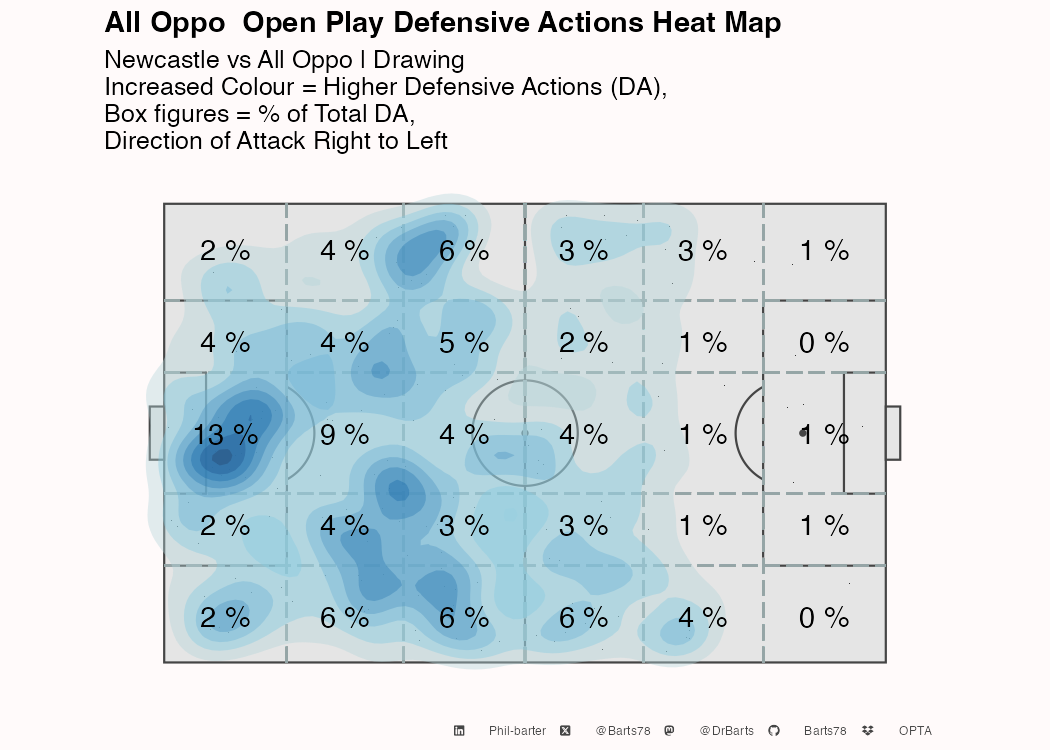 All Oppo  Open Play Defensive Actions Heat Map
Newcastle vs All Oppo | Drawing
Increased Colour = Higher Defensive Actions (DA),
Box figures = % of Total DA,
Direction of Attack Right to Left
2 % 4 % 6 % 3 % 3 % 1 %
4 % 4 % 5 % 2 % 1 % 0 %
13 % 9 % 4 % 4 % 1 % 1 %
2 % 4 % 3 % 3 % 1 % 1 %
2 % 6 % 6 % 6 % 4 % 0 %
Phil-barter @Barts78 @DrBarts Barts78 OPTA